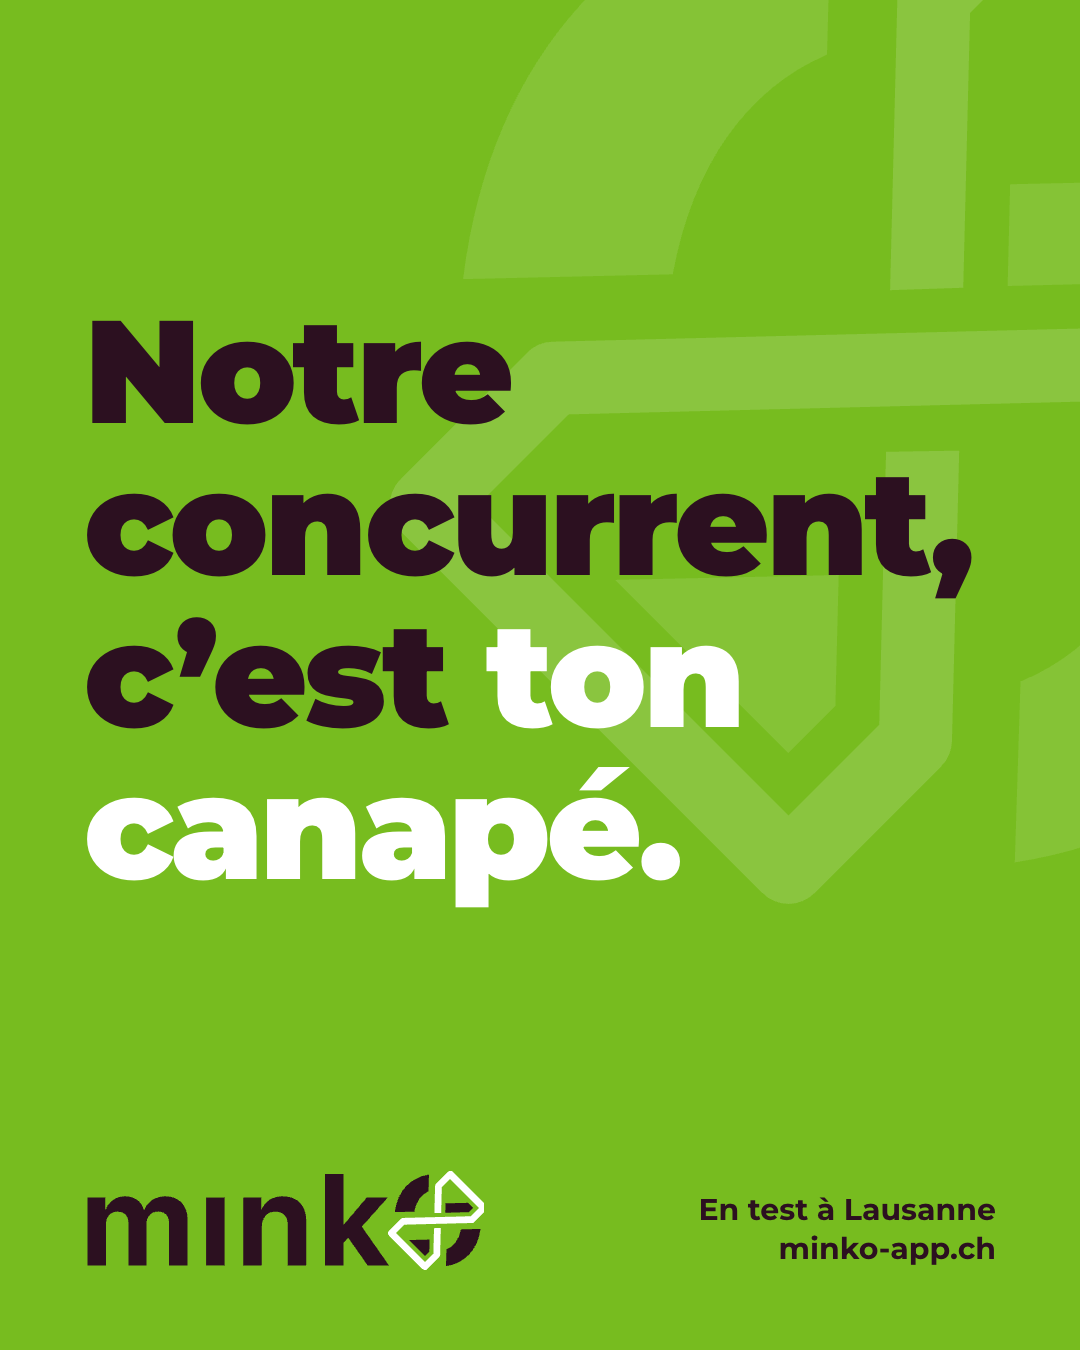 Notre
concurrent,
c’est ton
canapé.
minko
En test à Lausanne
minko-app.ch